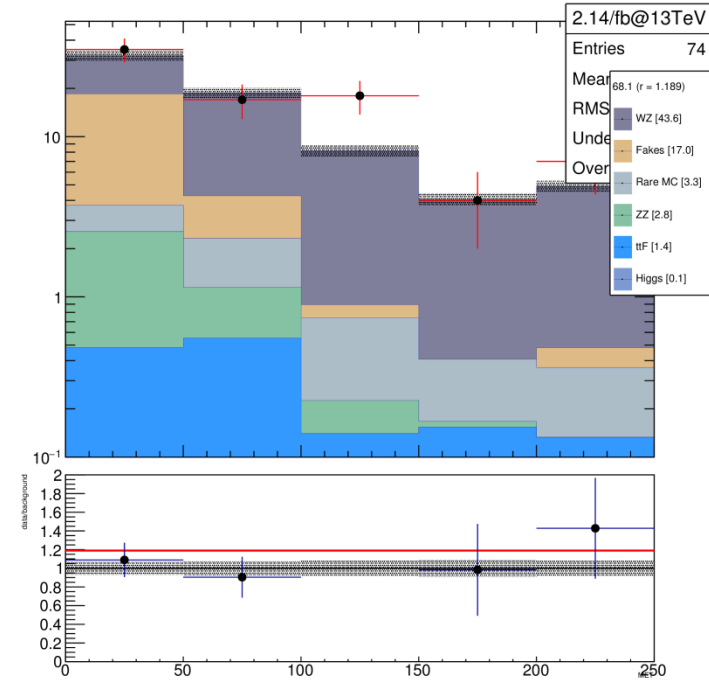 2.14/fb@13TeV
Entries 74
Mear
RMS
Unde
Over
68.1 (r = 1.189)
WZ [43.6]
Fakes [17.0]
Rare MC [3.3]
ZZ [2.8]
ttF [1.4]
Higgs [0.1]
10
1
10⁻¹
data/background
2
1.8
1.6
1.4
1.2
1
0.8
0.6
0.4
0.2
0
0 50 100 150 200 250
MET